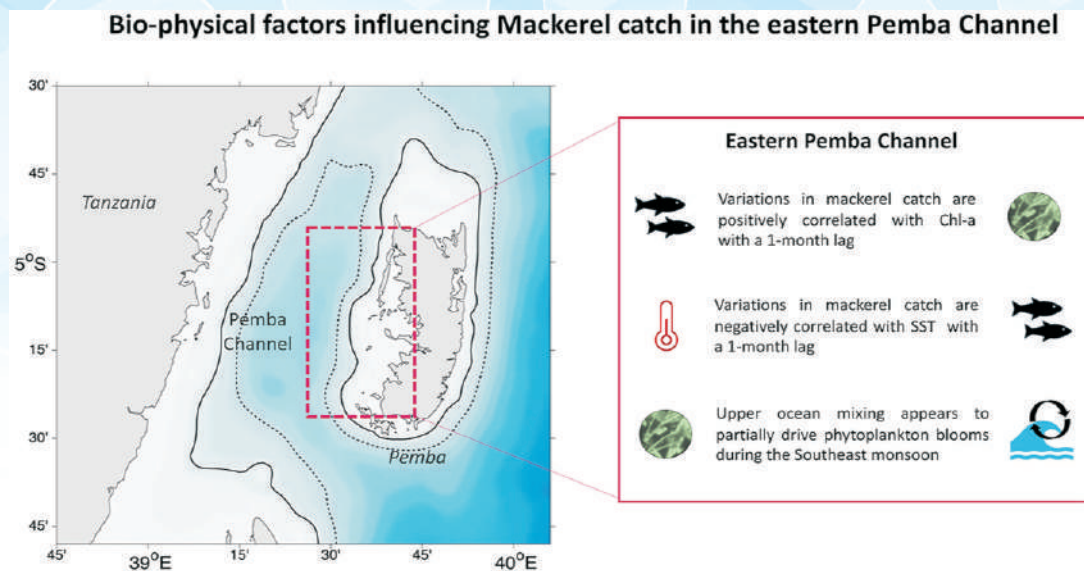 Bio-physical factors influencing Mackerel catch in the eastern Pemba Channel
30'
45'
5°S
15'
30'
45'
Tanzania
Pemba
Channel
Pemba
45'
39°E
15'
30'
45'
40°E
Eastern Pemba Channel
Variations in mackerel catch are
positively correlated with Chl-a
with a 1-month lag
Variations in mackerel catch are
negatively correlated with SST with
a 1-month lag
Upper ocean mixing appears to
partially drive phytoplankton blooms
during the Southeast monsoon